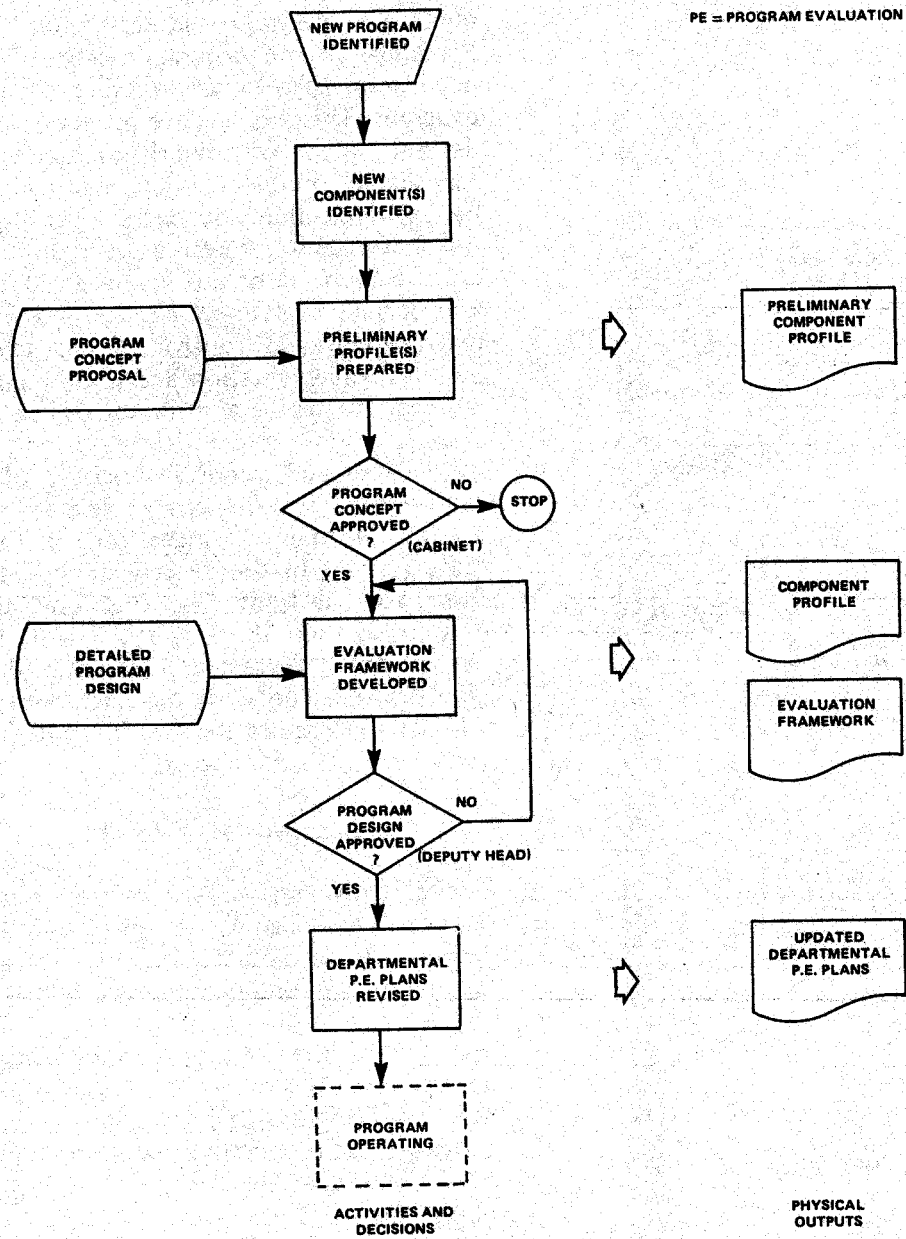 PE = PROGRAM EVALUATION
NEW PROGRAM
IDENTIFIED
NEW
COMPONENT(S)
IDENTIFIED
PROGRAM
CONCEPT
PROPOSAL
PRELIMINARY
PROFILE(S)
PREPARED
PRELIMINARY
COMPONENT
PROFILE
PROGRAM
CONCEPT
APPROVED
?
(CABINET)
NO
STOP
YES
DETAILED
PROGRAM
DESIGN
EVALUATION
FRAMEWORK
DEVELOPED
COMPONENT
PROFILE
EVALUATION
FRAMEWORK
PROGRAM
DESIGN
APPROVED
?
(DEPUTY HEAD)
NO
YES
DEPARTMENTAL
P.E. PLANS
REVISED
UPDATED
DEPARTMENTAL
P.E. PLANS
PROGRAM
OPERATING
ACTIVITIES AND
DECISIONS
PHYSICAL
OUTPUTS